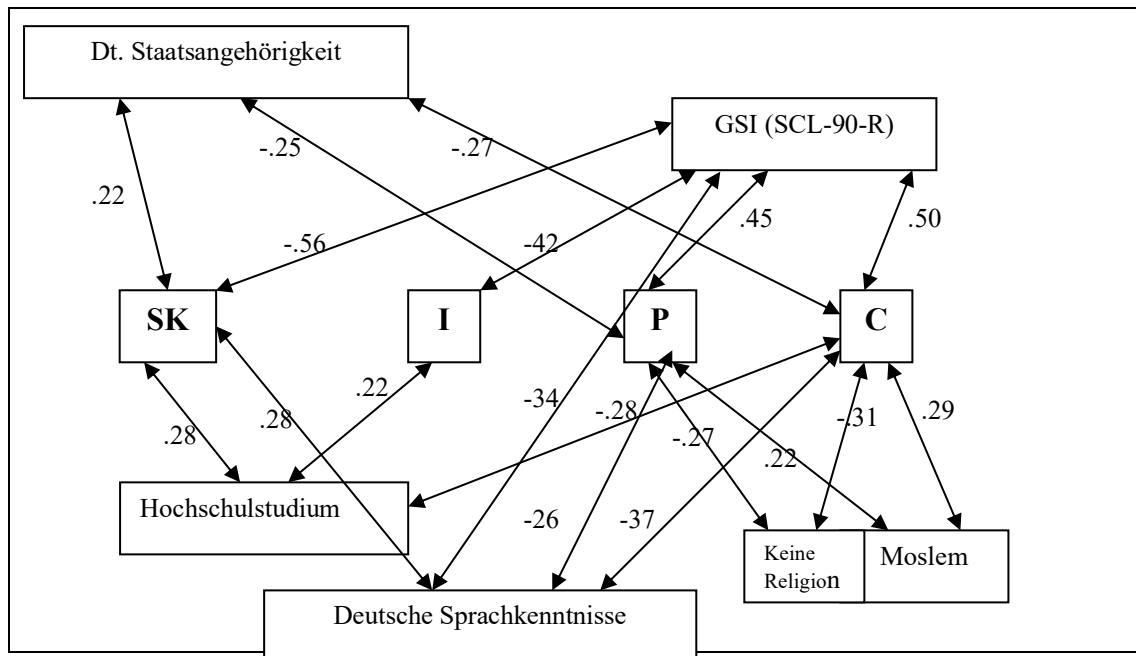 Dt. Staatsangehörigkeit
GSI (SCL-90-R)
-.25
-.27
.22
.45
.50
-.56
-42
SK
I
P
C
.22
-34
-.28
.28
.28
-.27
.22
-.31
.29
Hochschulstudium
-26
-37
Keine
Religion
Moslem
Deutsche Sprachkenntnisse